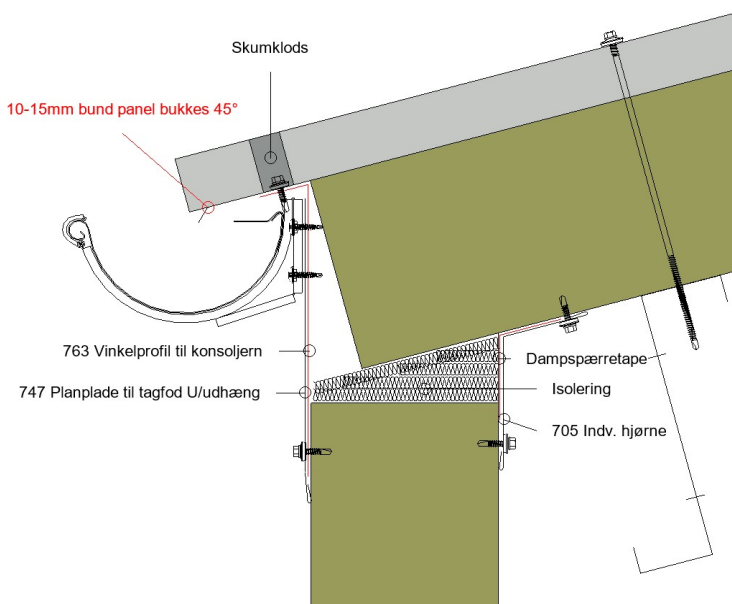 Skumklods
10-15mm bund panel bukkes 45°
763 Vinkelprofil til konsoljern
Dampspærretape
747 Planplade til tagfod U/udhæng
Isolering
705 Indv. hjørne